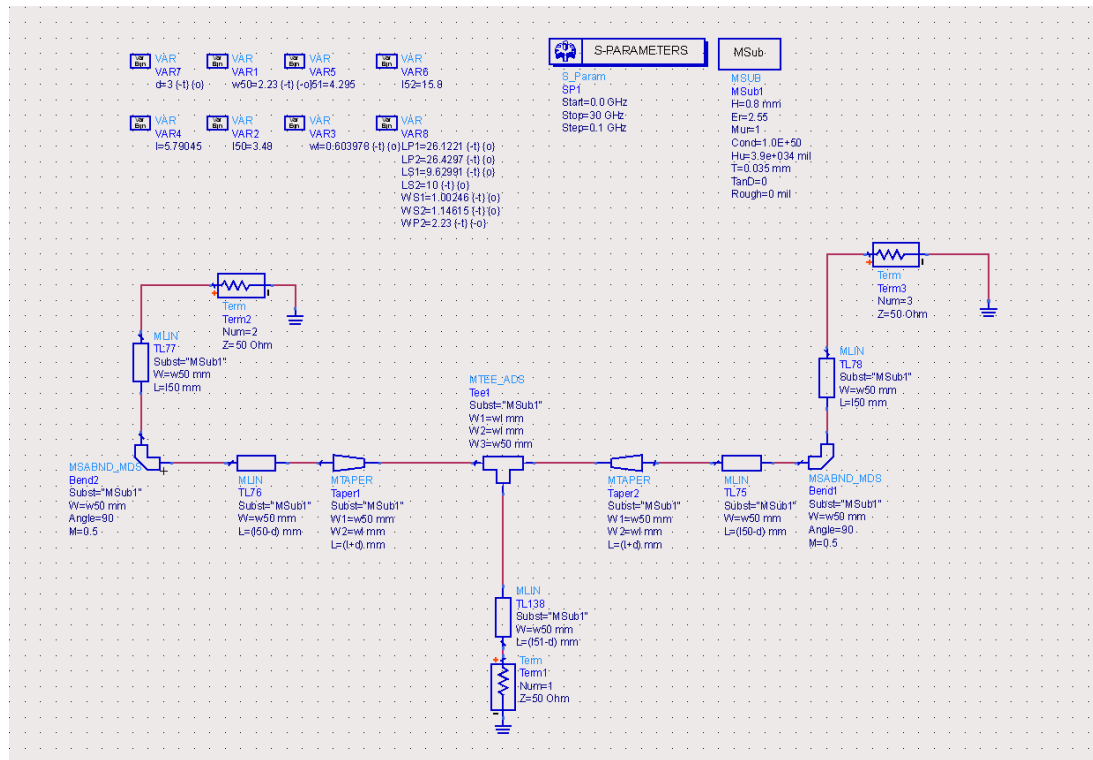 VAR
VAR7
d=3 {-t} {o}
VAR
VAR1
w50=2.23 {-t} {-o}
VAR
VAR5
l51=4.295
VAR
VAR6
l52=15.8
VAR
VAR4
l=5.79045
VAR
VAR2
l50=3.48
VAR
VAR3
wl=0.603978 {-t} {o}
VAR
VAR8
LP1=26.1221 {-t} {o}
LP2=26.4297 {-t} {o}
LS1=9.62991 {-t} {o}
LS2=10 {-t} {o}
WS1=1.00246 {-t} {o}
WS2=1.14615 {-t} {o}
WP2=2.23 {-t} {-o}
S-PARAMETERS
S_Param
SP1
Start=0.0 GHz
Stop=30 GHz
Step=0.1 GHz
MSub
MSUB
MSub1
H=0.8 mm
Er=2.55
Mur=1
Cond=1.0E+50
Hu=3.9e+034 mil
T=0.035 mm
TanD=0
Rough=0 mil
Term
Term2
Num=2
Z=50 Ohm
Term
Term3
Num=3
Z=50 Ohm
MLIN
TL77
Subst="MSub1"
W=w50 mm
L=l50 mm
MLIN
TL78
Subst="MSub1"
W=w50 mm
L=l50 mm
MTEE_ADS
Tee1
Subst="MSub1"
W1=wl mm
W2=wl mm
W3=w50 mm
MSABND_MDS
Bend2
Subst="MSub1"
W=w50 mm
Angle=90
M=0.5
MLIN
TL76
Subst="MSub1"
W=w50 mm
L=(l50-d) mm
MTAPER
Taper1
Subst="MSub1"
W1=w50 mm
W2=wl mm
L=(l+d) mm
MTAPER
Taper2
Subst="MSub1"
W1=w50 mm
W2=wl mm
L=(l+d) mm
MLIN
TL75
Subst="MSub1"
W=w50 mm
L=(l50-d) mm
MSABND_MDS
Bend1
Subst="MSub1"
W=w50 mm
Angle=90
M=0.5
MLIN
TL138
Subst="MSub1"
W=w50 mm
L=(l51-d) mm
Term
Term1
Num=1
Z=50 Ohm